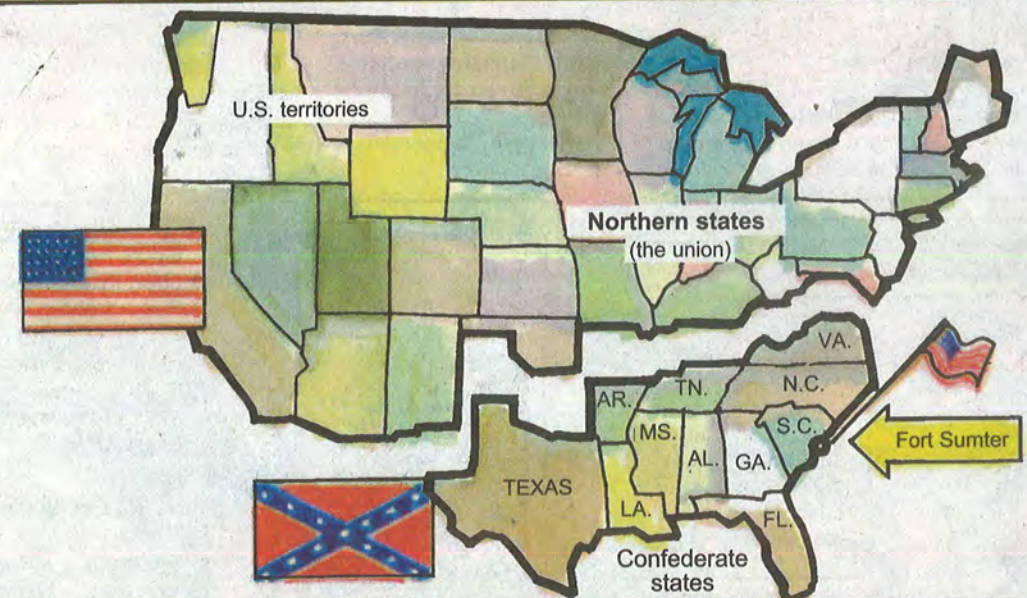 U.S. territories
Northern states
(the union)
VA.
AR.
TN.
N.C.
MS.
S.C.
Fort Sumter
AL.
GA.
TEXAS
LA.
FL.
Confederate
states